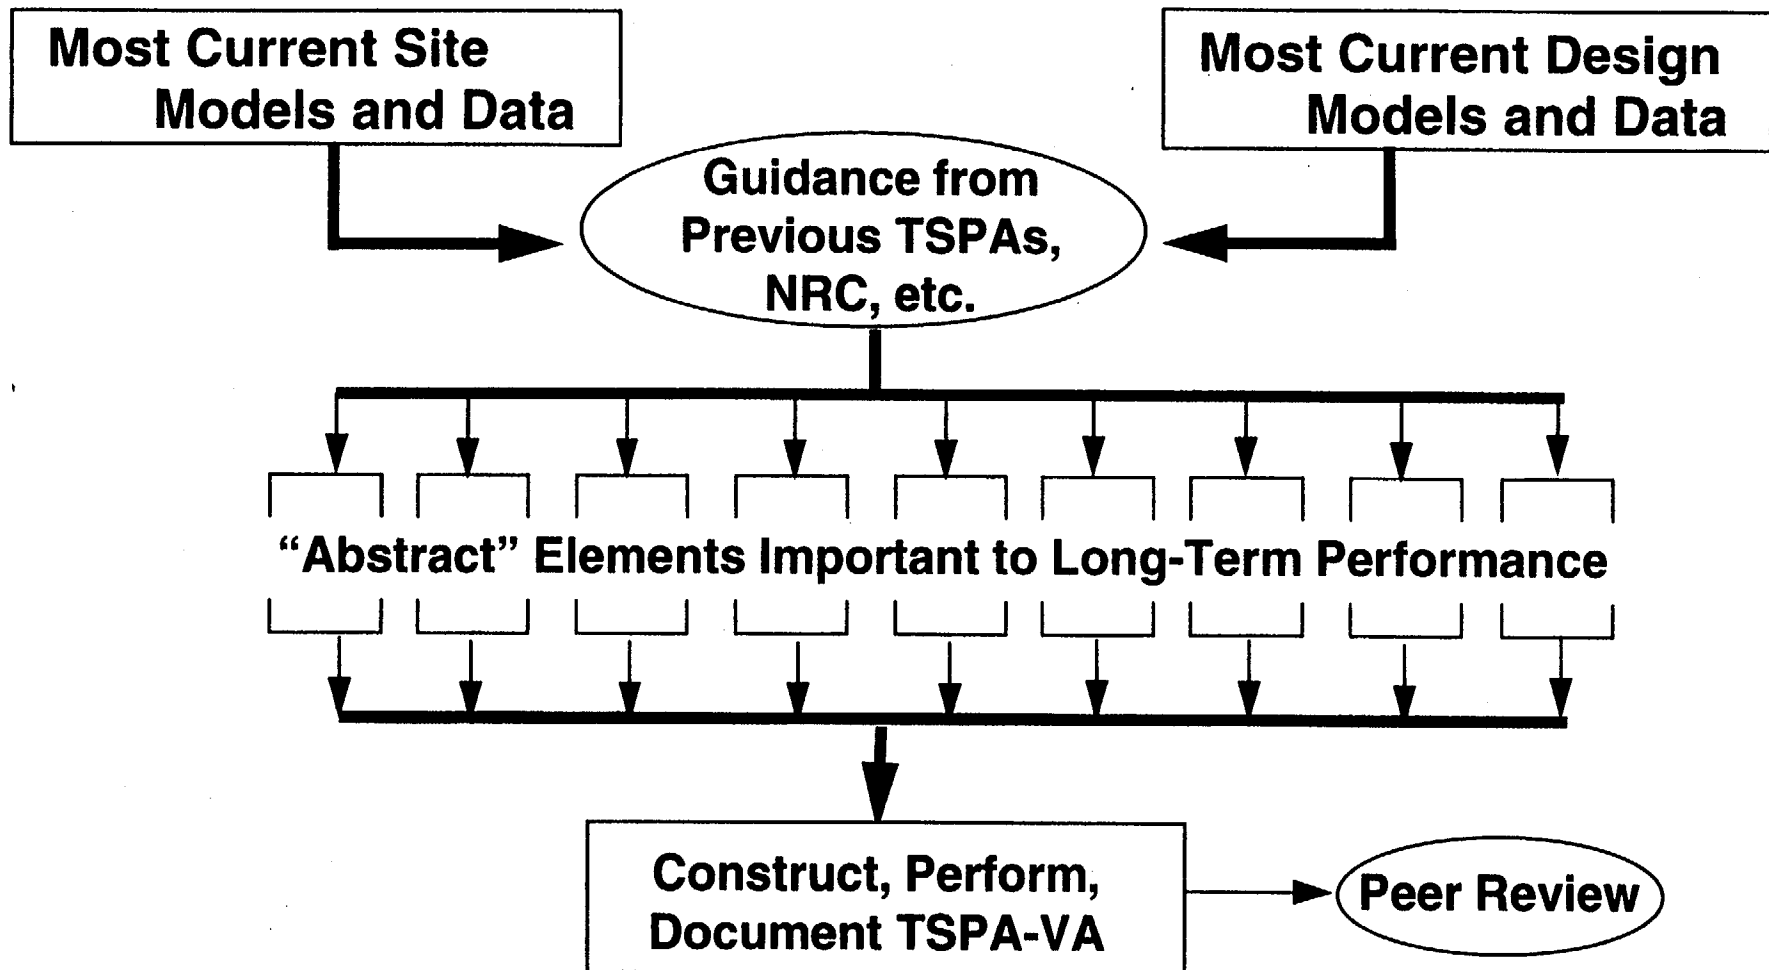 Most Current Site
Models and Data
Most Current Design
Models and Data
Guidance from
Previous TSPAs,
NRC, etc.
“Abstract” Elements Important to Long-Term Performance
Construct, Perform,
Document TSPA-VA
Peer Review